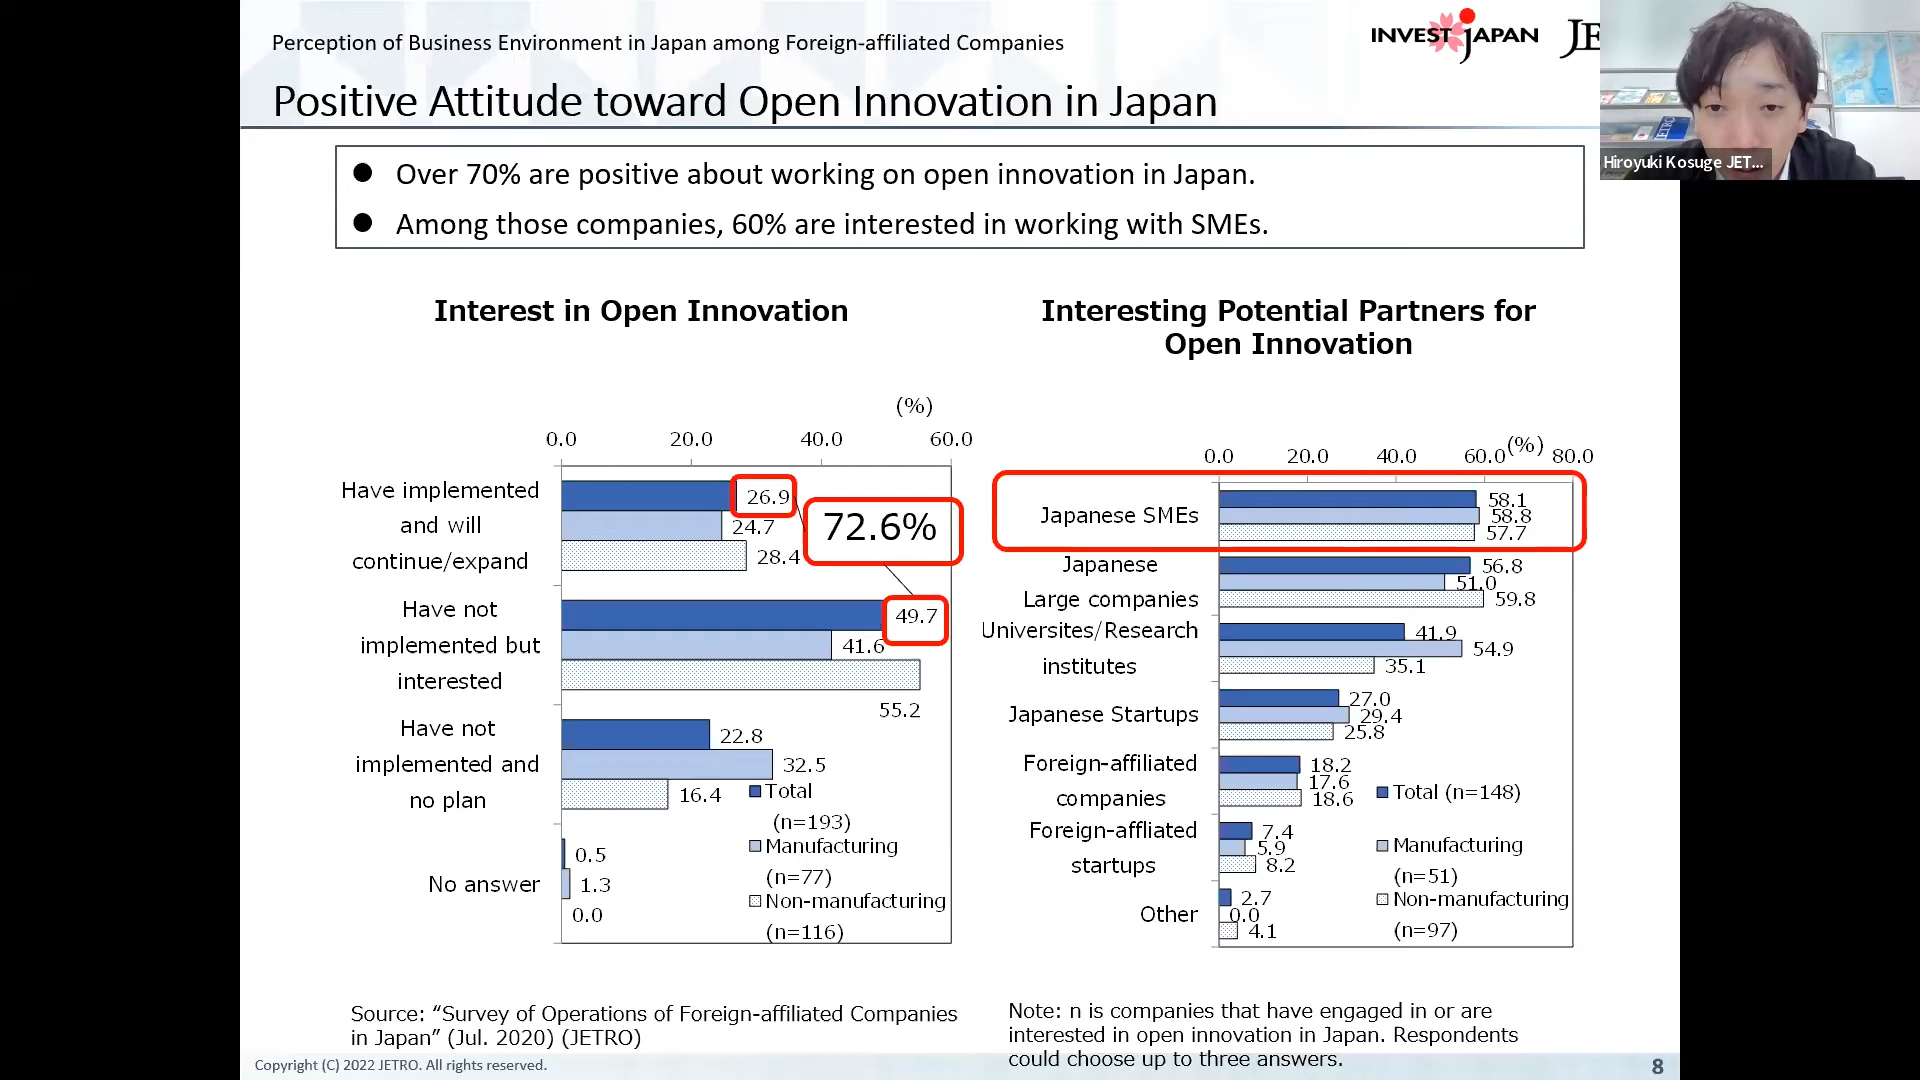 Perception of Business Environment in Japan among Foreign-affiliated Companies
INVEST JAPAN
JE
Positive Attitude toward Open Innovation in Japan
JETRO
Hiroyuki Kosuge JET...
Over 70% are positive about working on open innovation in Japan.
Among those companies, 60% are interested in working with SMEs.
Interest in Open Innovation
(%)
0.0 20.0 40.0 60.0
Have implemented
and will
continue/expand
26.9
24.7
28.4
72.6%
Have not
implemented but
interested
49.7
41.6
55.2
Have not
implemented and
no plan
22.8
32.5
16.4
No answer
0.5
1.3
0.0
Total
(n=193)
Manufacturing
(n=77)
Non-manufacturing
(n=116)
Source: “Survey of Operations of Foreign-affiliated Companies
in Japan” (Jul. 2020) (JETRO)
Interesting Potential Partners for
Open Innovation
(%)
0.0 20.0 40.0 60.0 80.0
Japanese SMEs
58.1
58.8
57.7
Japanese
Large companies
56.8
51.0
59.8
Universites/Research
institutes
41.9
54.9
35.1
Japanese Startups
27.0
29.4
25.8
Foreign-affiliated
companies
18.2
17.6
18.6
Foreign-affliated
startups
7.4
5.9
8.2
Other
2.7
0.0
4.1
Total (n=148)
Manufacturing
(n=51)
Non-manufacturing
(n=97)
Note: n is companies that have engaged in or are
interested in open innovation in Japan. Respondents
could choose up to three answers.
Copyright (C) 2022 JETRO. All rights reserved.
8